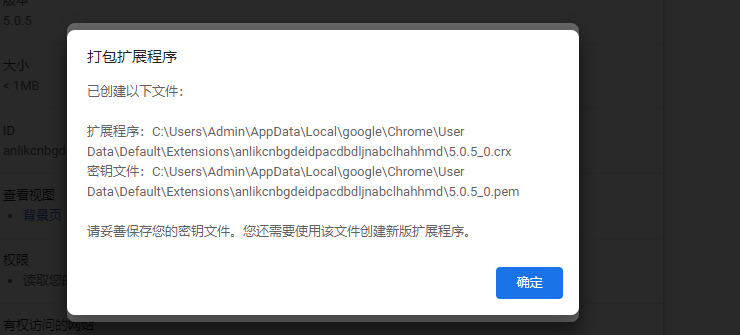 版本
5.0.5
大小
< 1MB
ID
anlikcnbg
查看视图
背景页
权限
读取您的
有权访问的网站
打包扩展程序
已创建以下文件：
扩展程序：C:\Users\Admin\AppData\Local\google\Chrome\User
Data\Default\Extensions\anlikcnbgdeidpacdbdljnabclhahhmd\5.0.5_0.crx
密钥文件：C:\Users\Admin\AppData\Local\google\Chrome\User
Data\Default\Extensions\anlikcnbgdeidpacdbdljnabclhahhmd\5.0.5_0.pem
请妥善保存您的密钥文件。您还需要使用该文件创建新版扩展程序。
确定